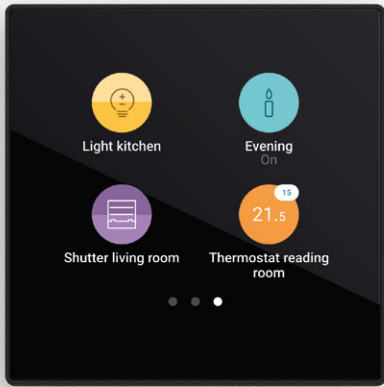 Light kitchen
Evening
On
Shutter living room
15
21.5
Thermostat reading
room